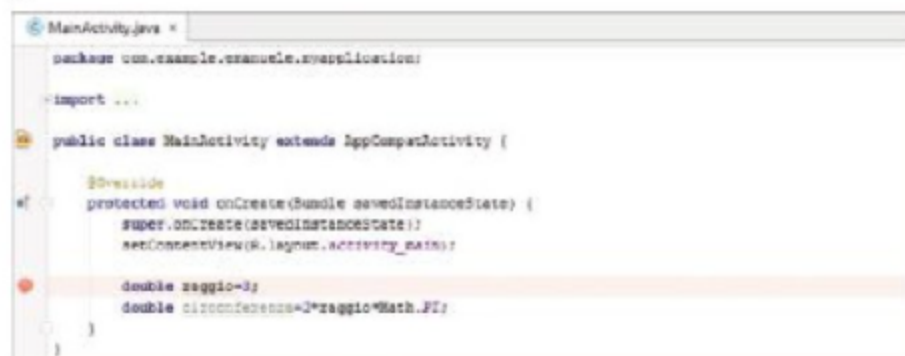 MainActivity.java ×
package com.example.emanuele.myapplication;
import ...
public class MainActivity extends AppCompatActivity {
@Override
protected void onCreate(Bundle savedInstanceState) {
super.onCreate(savedInstanceState);
setContentView(R.layout.activity_main);
double raggio=3;
double circonferenza=2*raggio*Math.PI;
}
}